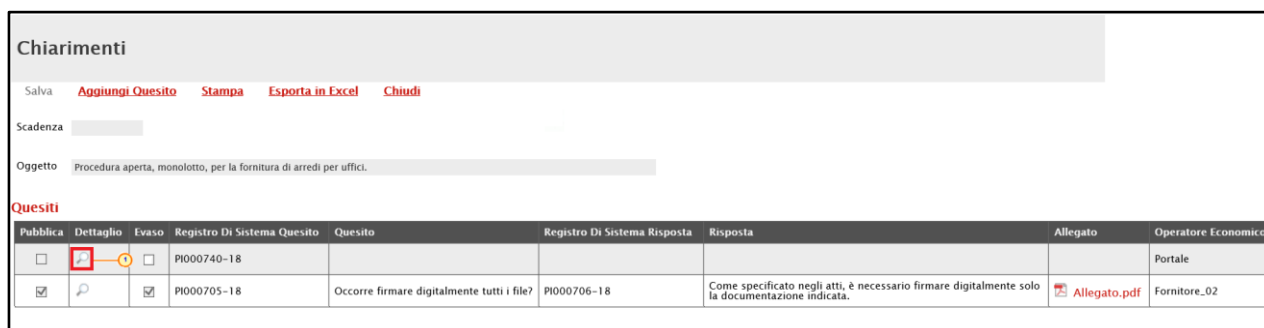 Chiarimenti
Salva Aggiungi Quesito Stampa Esporta in Excel Chiudi
Scadenza
Oggetto Procedura aperta, monolotto, per la fornitura di arredi per uffici.
Quesiti
Pubblica Dettaglio Evaso Registro Di Sistema Quesito Quesito Registro Di Sistema Risposta Risposta Allegato Operatore Economico
1 PI000740-18 Portale
PI000705-18 Occorre firmare digitalmente tutti i file? PI000706-18 Come specificato negli atti, è necessario firmare digitalmente solo
la documentazione indicata. Allegato.pdf Fornitore_02